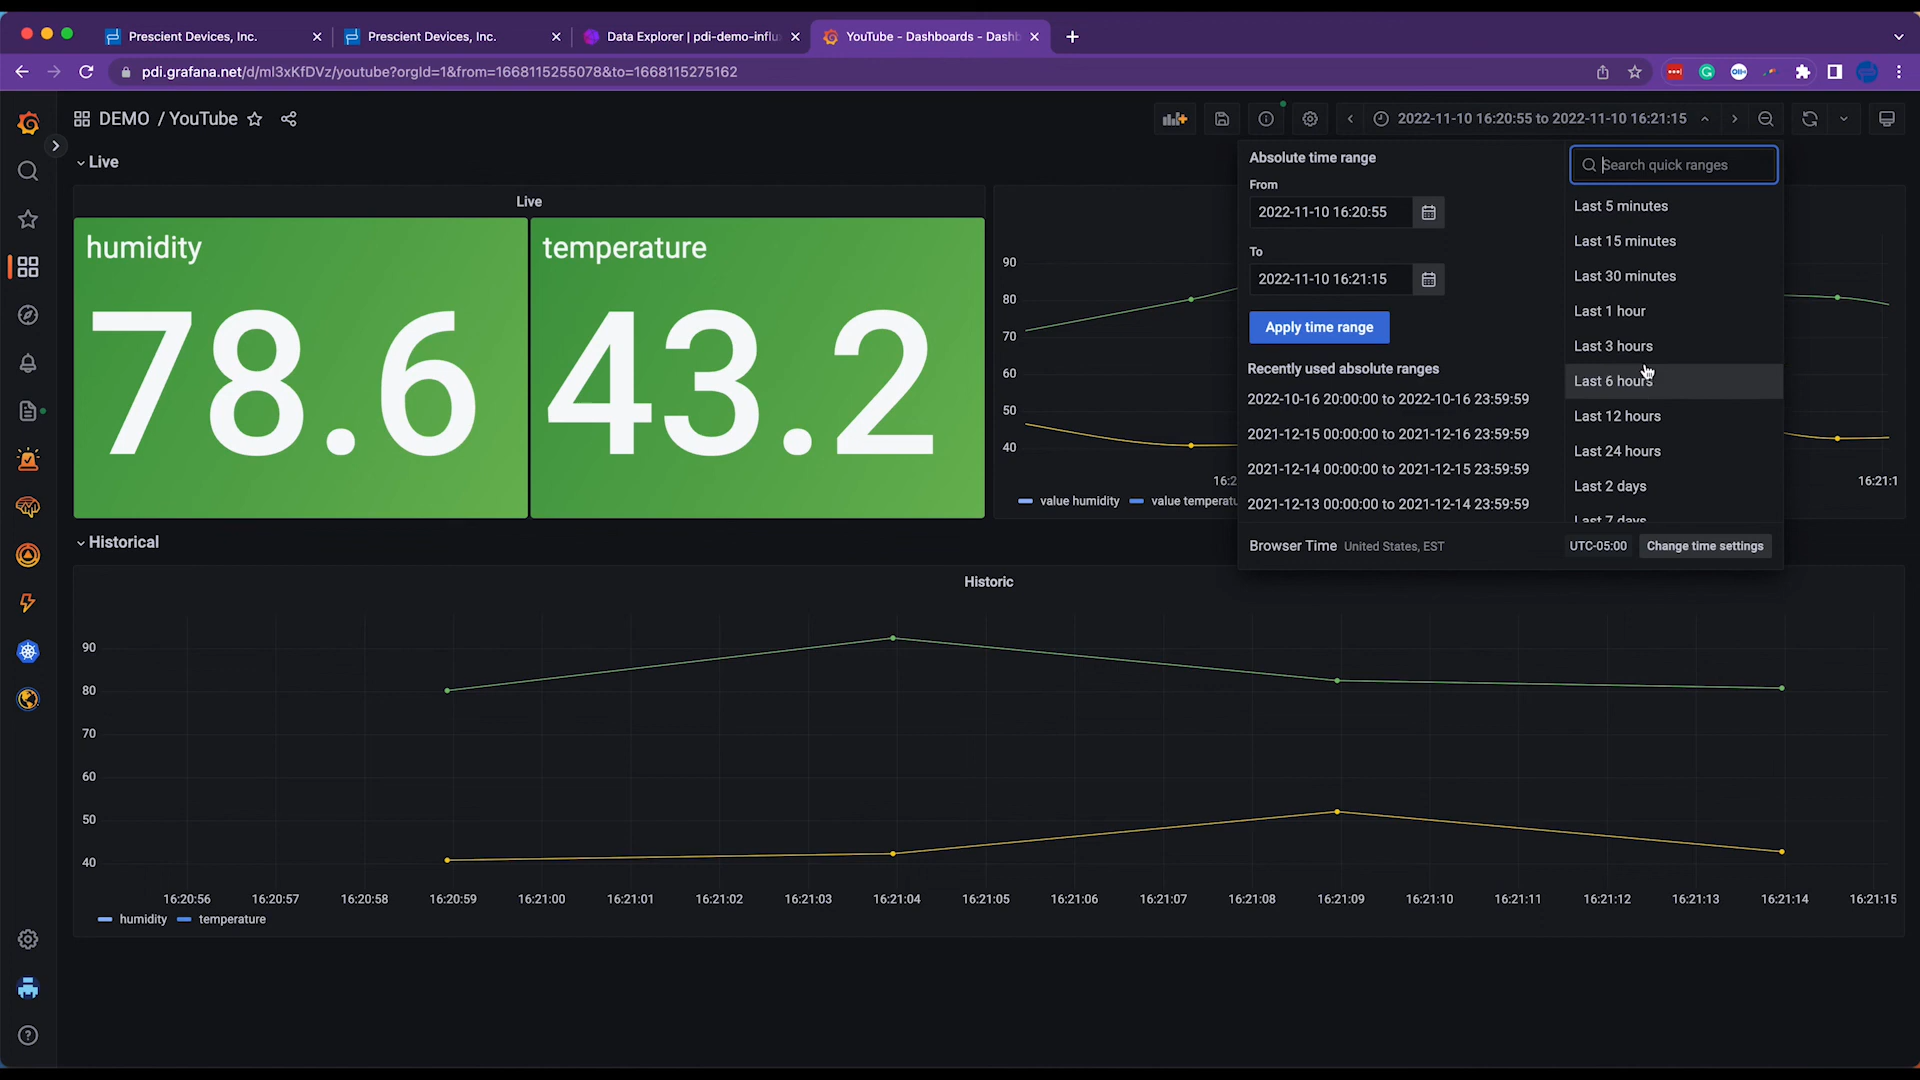 Prescient Devices, Inc.
Prescient Devices, Inc.
Data Explorer | pdi-demo-influ
YouTube - Dashboards - Dashb
pdi.grafana.net/d/ml3xKfDVz/youtube?orgId=1&from=1668115255078&to=1668115275162
DEMO / YouTube
2022-11-10 16:20:55 to 2022-11-10 16:21:15
Live
Live
humidity
78.6
temperature
43.2
90
80
70
60
50
40
16:2
16:21:1
value humidity
value temperatu
Absolute time range
From
2022-11-10 16:20:55
To
2022-11-10 16:21:15
Apply time range
Recently used absolute ranges
2022-10-16 20:00:00 to 2022-10-16 23:59:59
2021-12-15 00:00:00 to 2021-12-16 23:59:59
2021-12-14 00:00:00 to 2021-12-15 23:59:59
2021-12-13 00:00:00 to 2021-12-14 23:59:59
Search quick ranges
Last 5 minutes
Last 15 minutes
Last 30 minutes
Last 1 hour
Last 3 hours
Last 6 hours
Last 12 hours
Last 24 hours
Last 2 days
Last 7 days
Browser Time United States, EST
UTC-05:00
Change time settings
Historical
Historic
90
80
70
60
50
40
16:20:56 16:20:57 16:20:58 16:20:59 16:21:00 16:21:01 16:21:02 16:21:03 16:21:04 16:21:05 16:21:06 16:21:07 16:21:08 16:21:09 16:21:10 16:21:11 16:21:12 16:21:13 16:21:14 16:21:15
humidity temperature